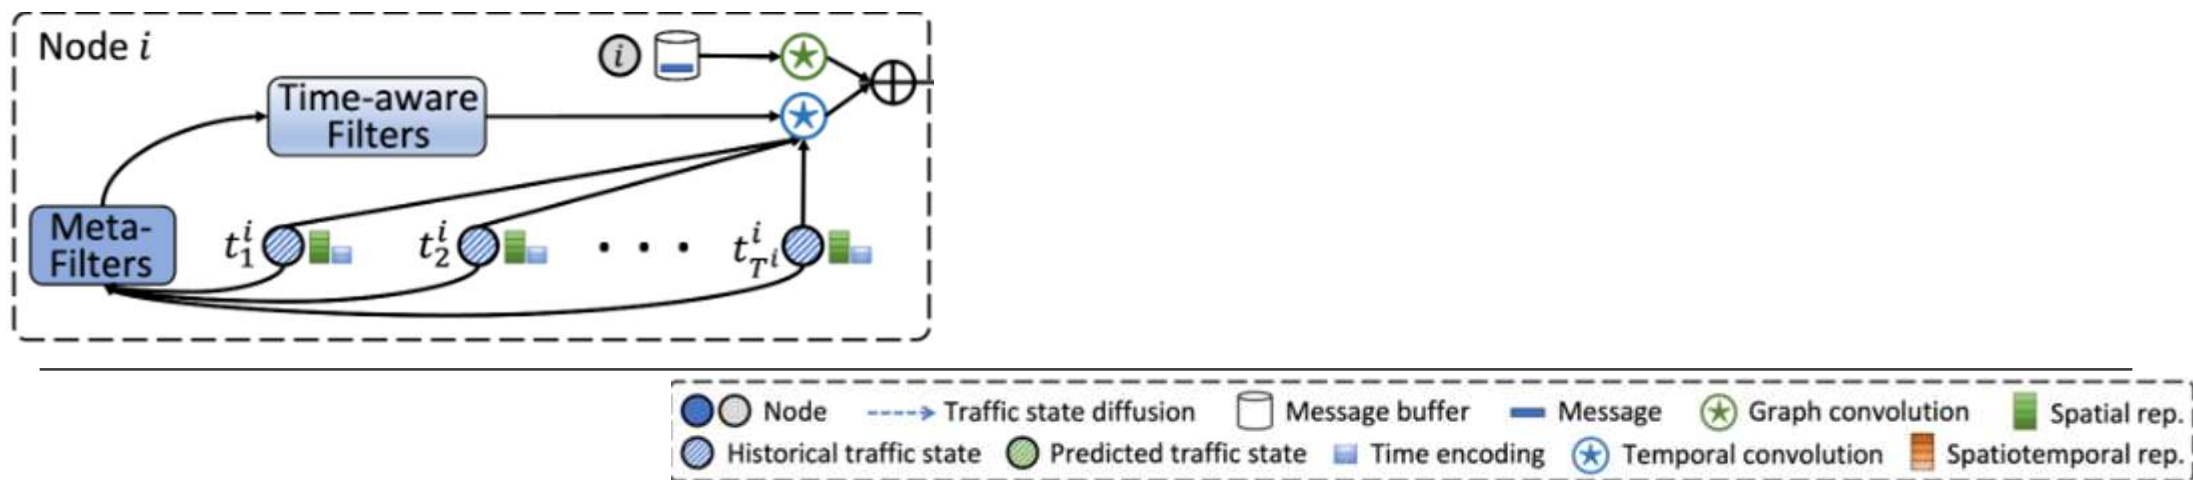 Node i
i
Time-aware
Filters
Meta-
Filters
t_1^i
t_2^i
. . .
t_{T^i}^i
Node
Traffic state diffusion
Message buffer
Message
Graph convolution
Spatial rep.
Historical traffic state
Predicted traffic state
Time encoding
Temporal convolution
Spatiotemporal rep.